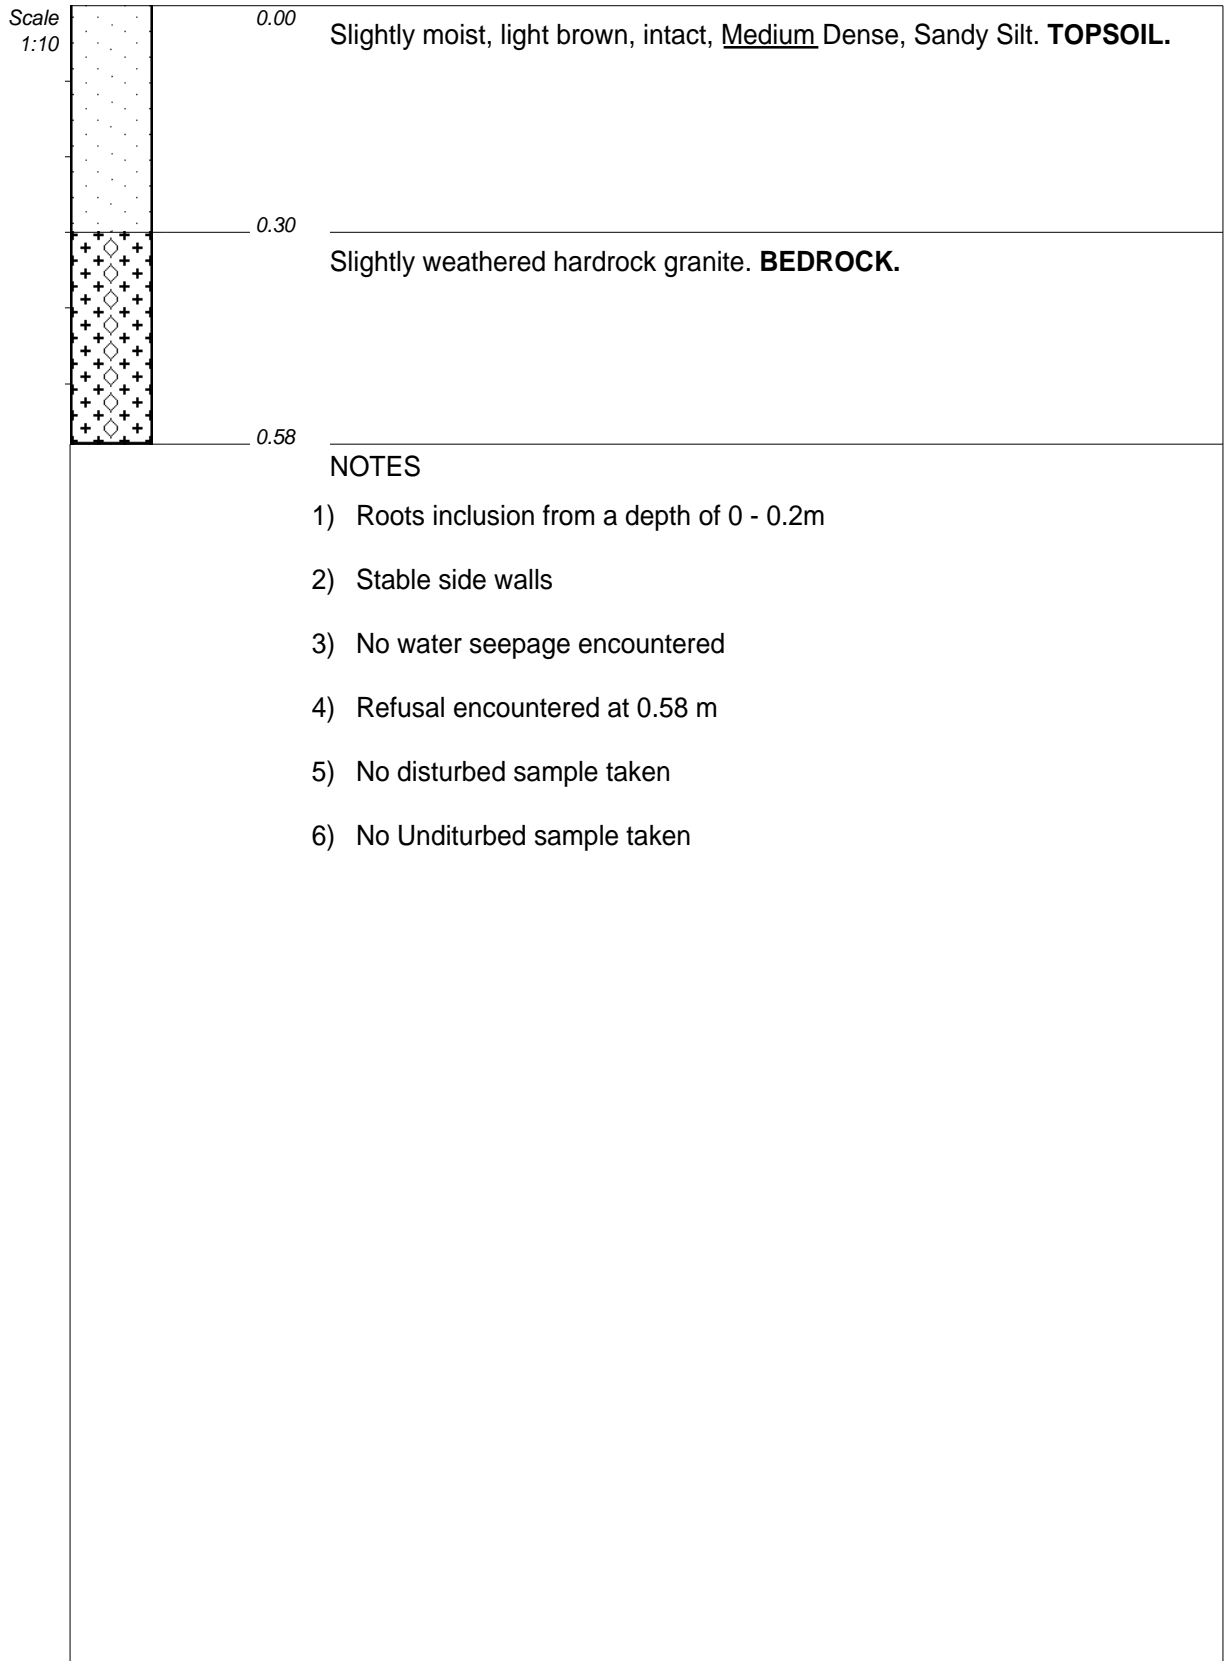 Scale
1:10
0.00
Slightly moist, light brown, intact, Medium Dense, Sandy Silt. TOPSOIL.
0.30
Slightly weathered hardrock granite. BEDROCK.
0.58
NOTES
1) Roots inclusion from a depth of 0 - 0.2m
2) Stable side walls
3) No water seepage encountered
4) Refusal encountered at 0.58 m
5) No disturbed sample taken
6) No Unditurbed sample taken